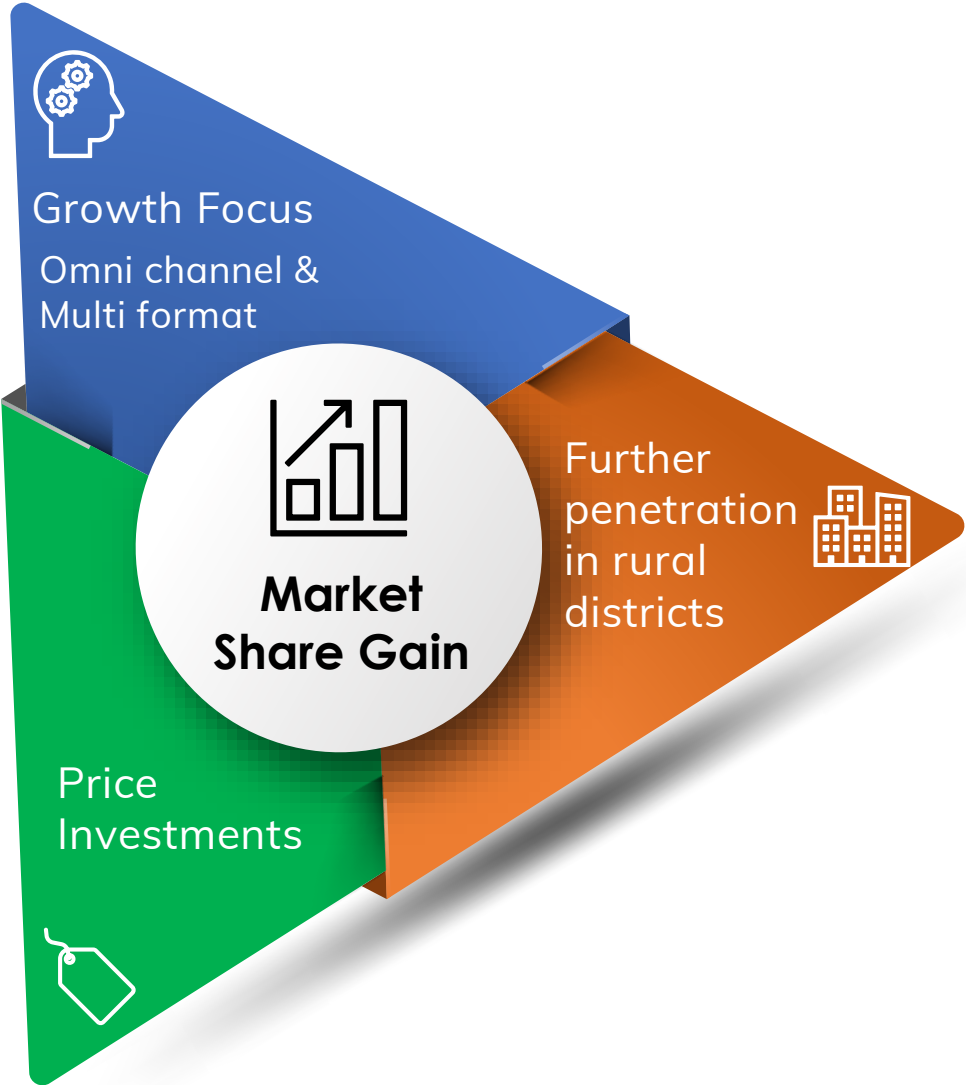 Growth Focus
Omni channel &
Multi format
Further
penetration
in rural
districts
Market
Share Gain
Price
Investments